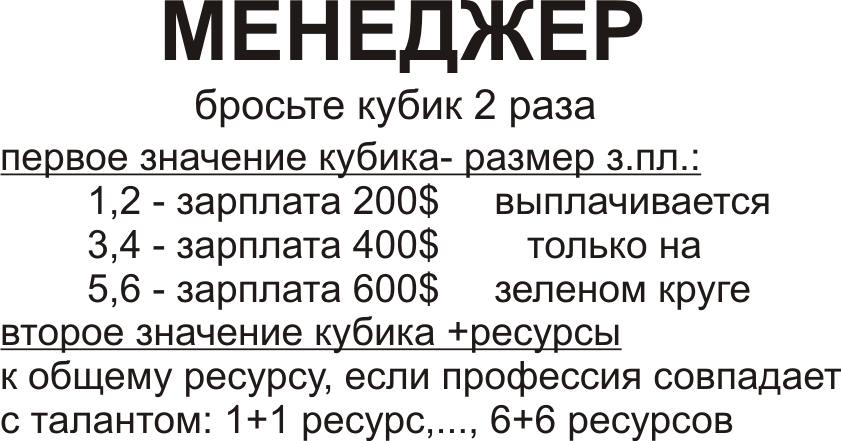 МЕНЕДЖЕР
бросьте кубик 2 раза
первое значение кубика- размер з.пл.:
1,2 - зарплата 200$ выплачивается
3,4 - зарплата 400$ только на
5,6 - зарплата 600$ зеленом круге
второе значение кубика +ресурсы
к общему ресурсу, если профессия совпадает
с талантом: 1+1 ресурс,..., 6+6 ресурсов